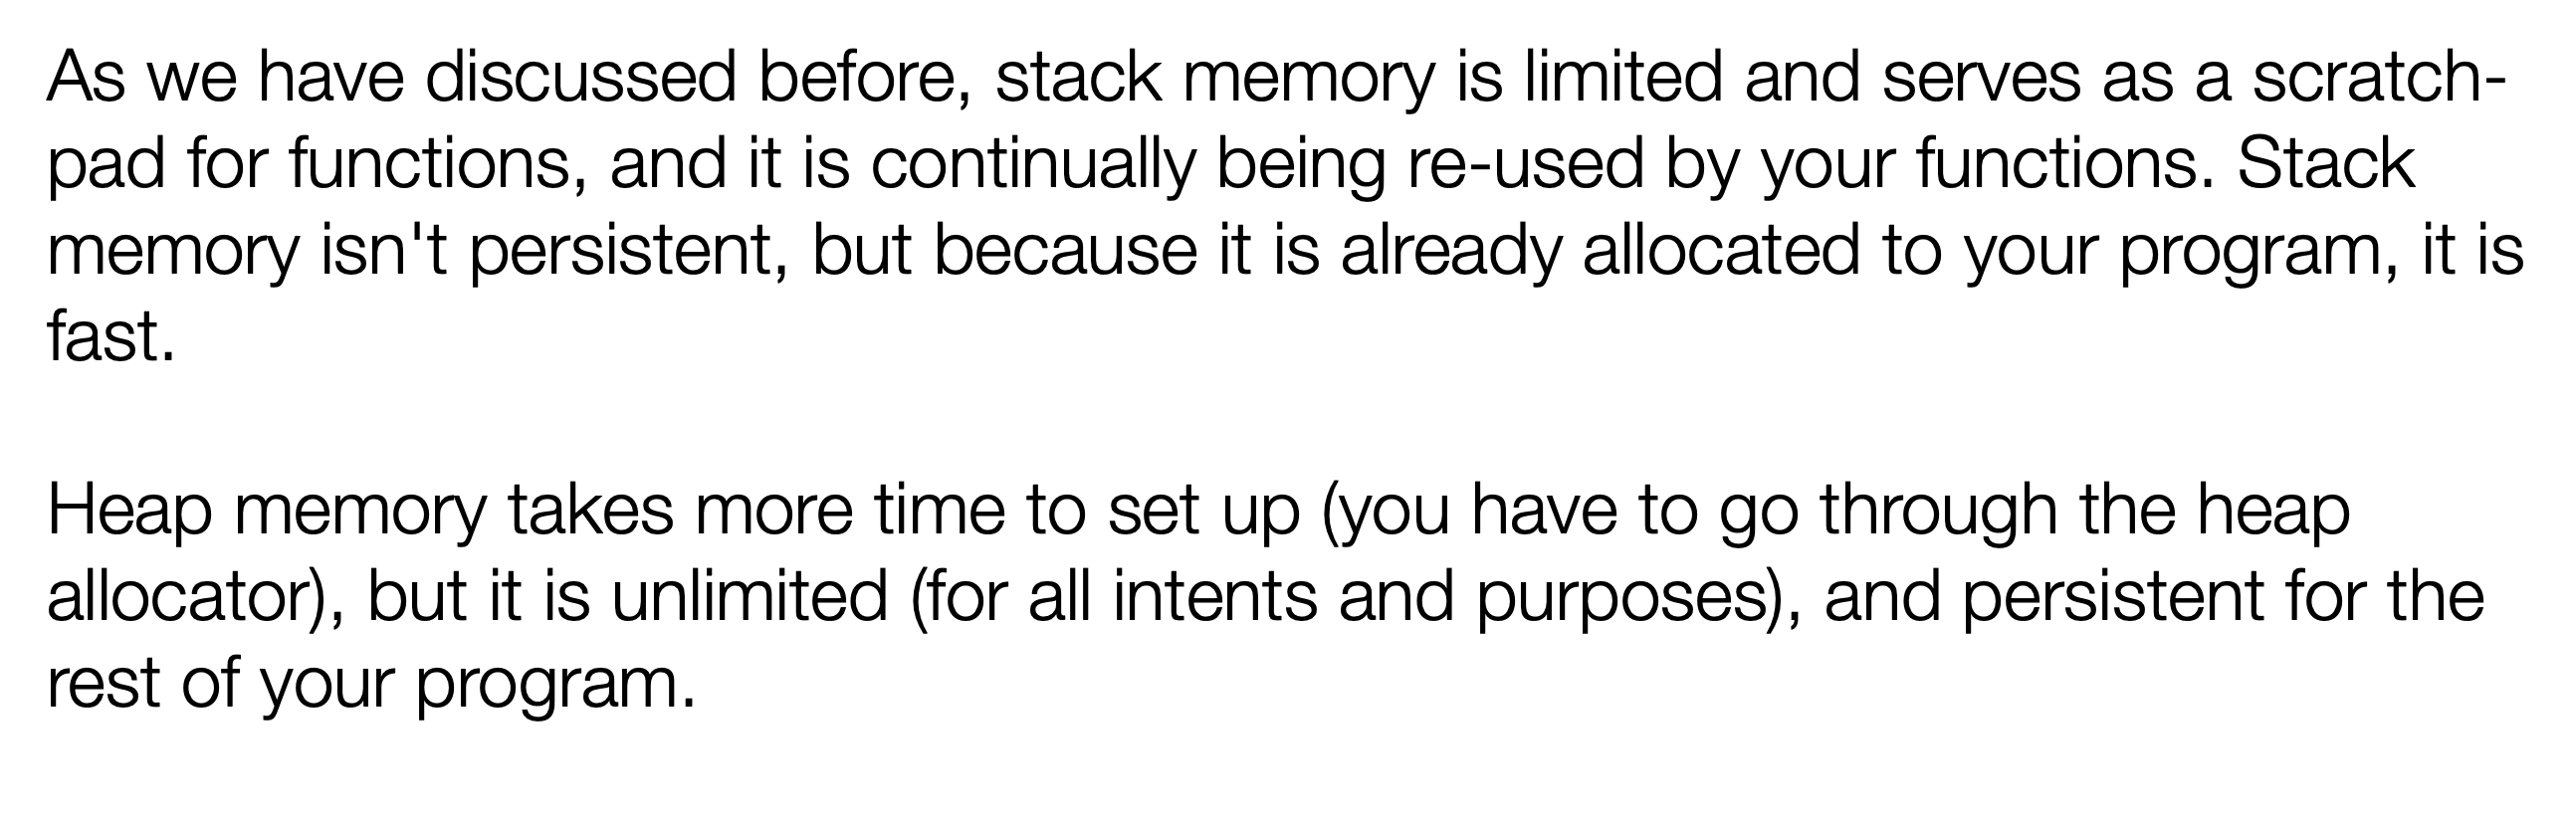 As we have discussed before, stack memory is limited and serves as a scratch-
pad for functions, and it is continually being re-used by your functions. Stack
memory isn't persistent, but because it is already allocated to your program, it is
fast.
Heap memory takes more time to set up (you have to go through the heap
allocator), but it is unlimited (for all intents and purposes), and persistent for the
rest of your program.